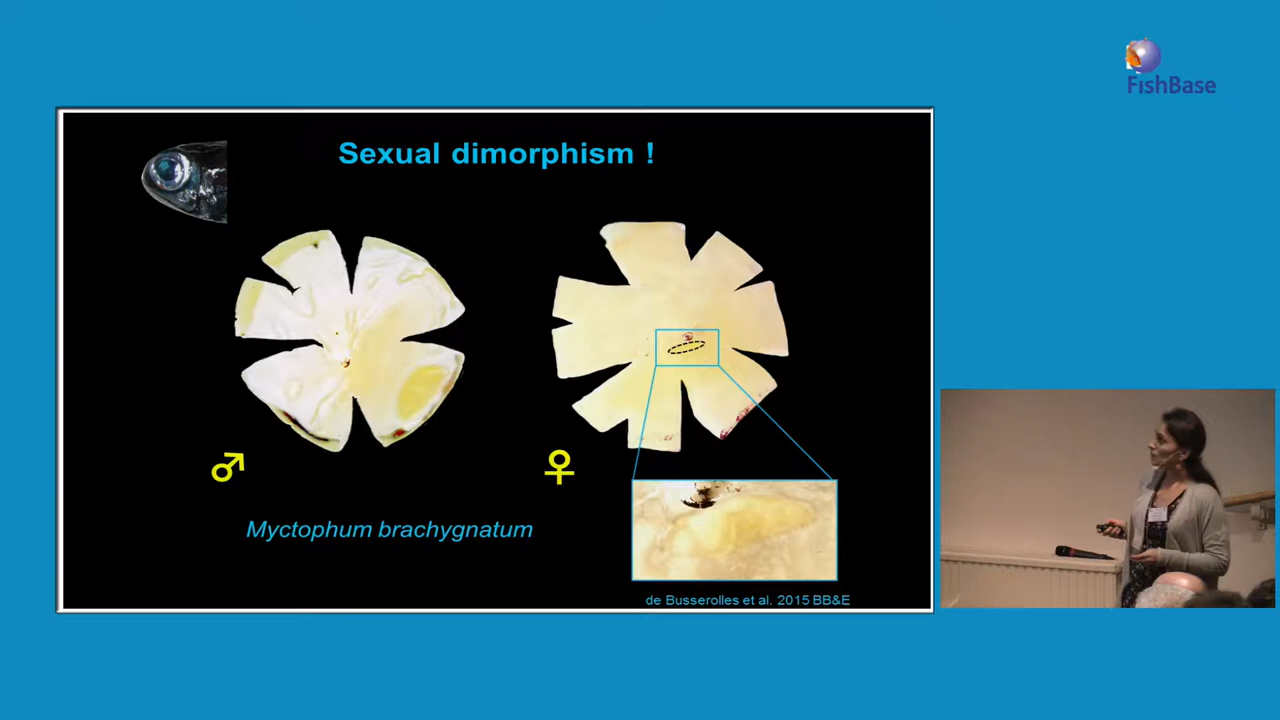 FishBase
Sexual dimorphism !
♂
♀
Myctophum brachygnatum
de Busserolles et al. 2015 BB&E